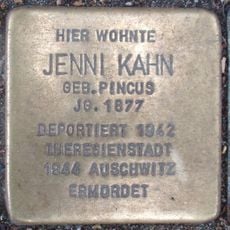 HIER WOHNTE
JENNI KAHN
GEB. PINCUS
JG. 1877
DEPORTIERT 1942
THERESIENSTADT
1944 AUSCHWITZ
ERMORDET